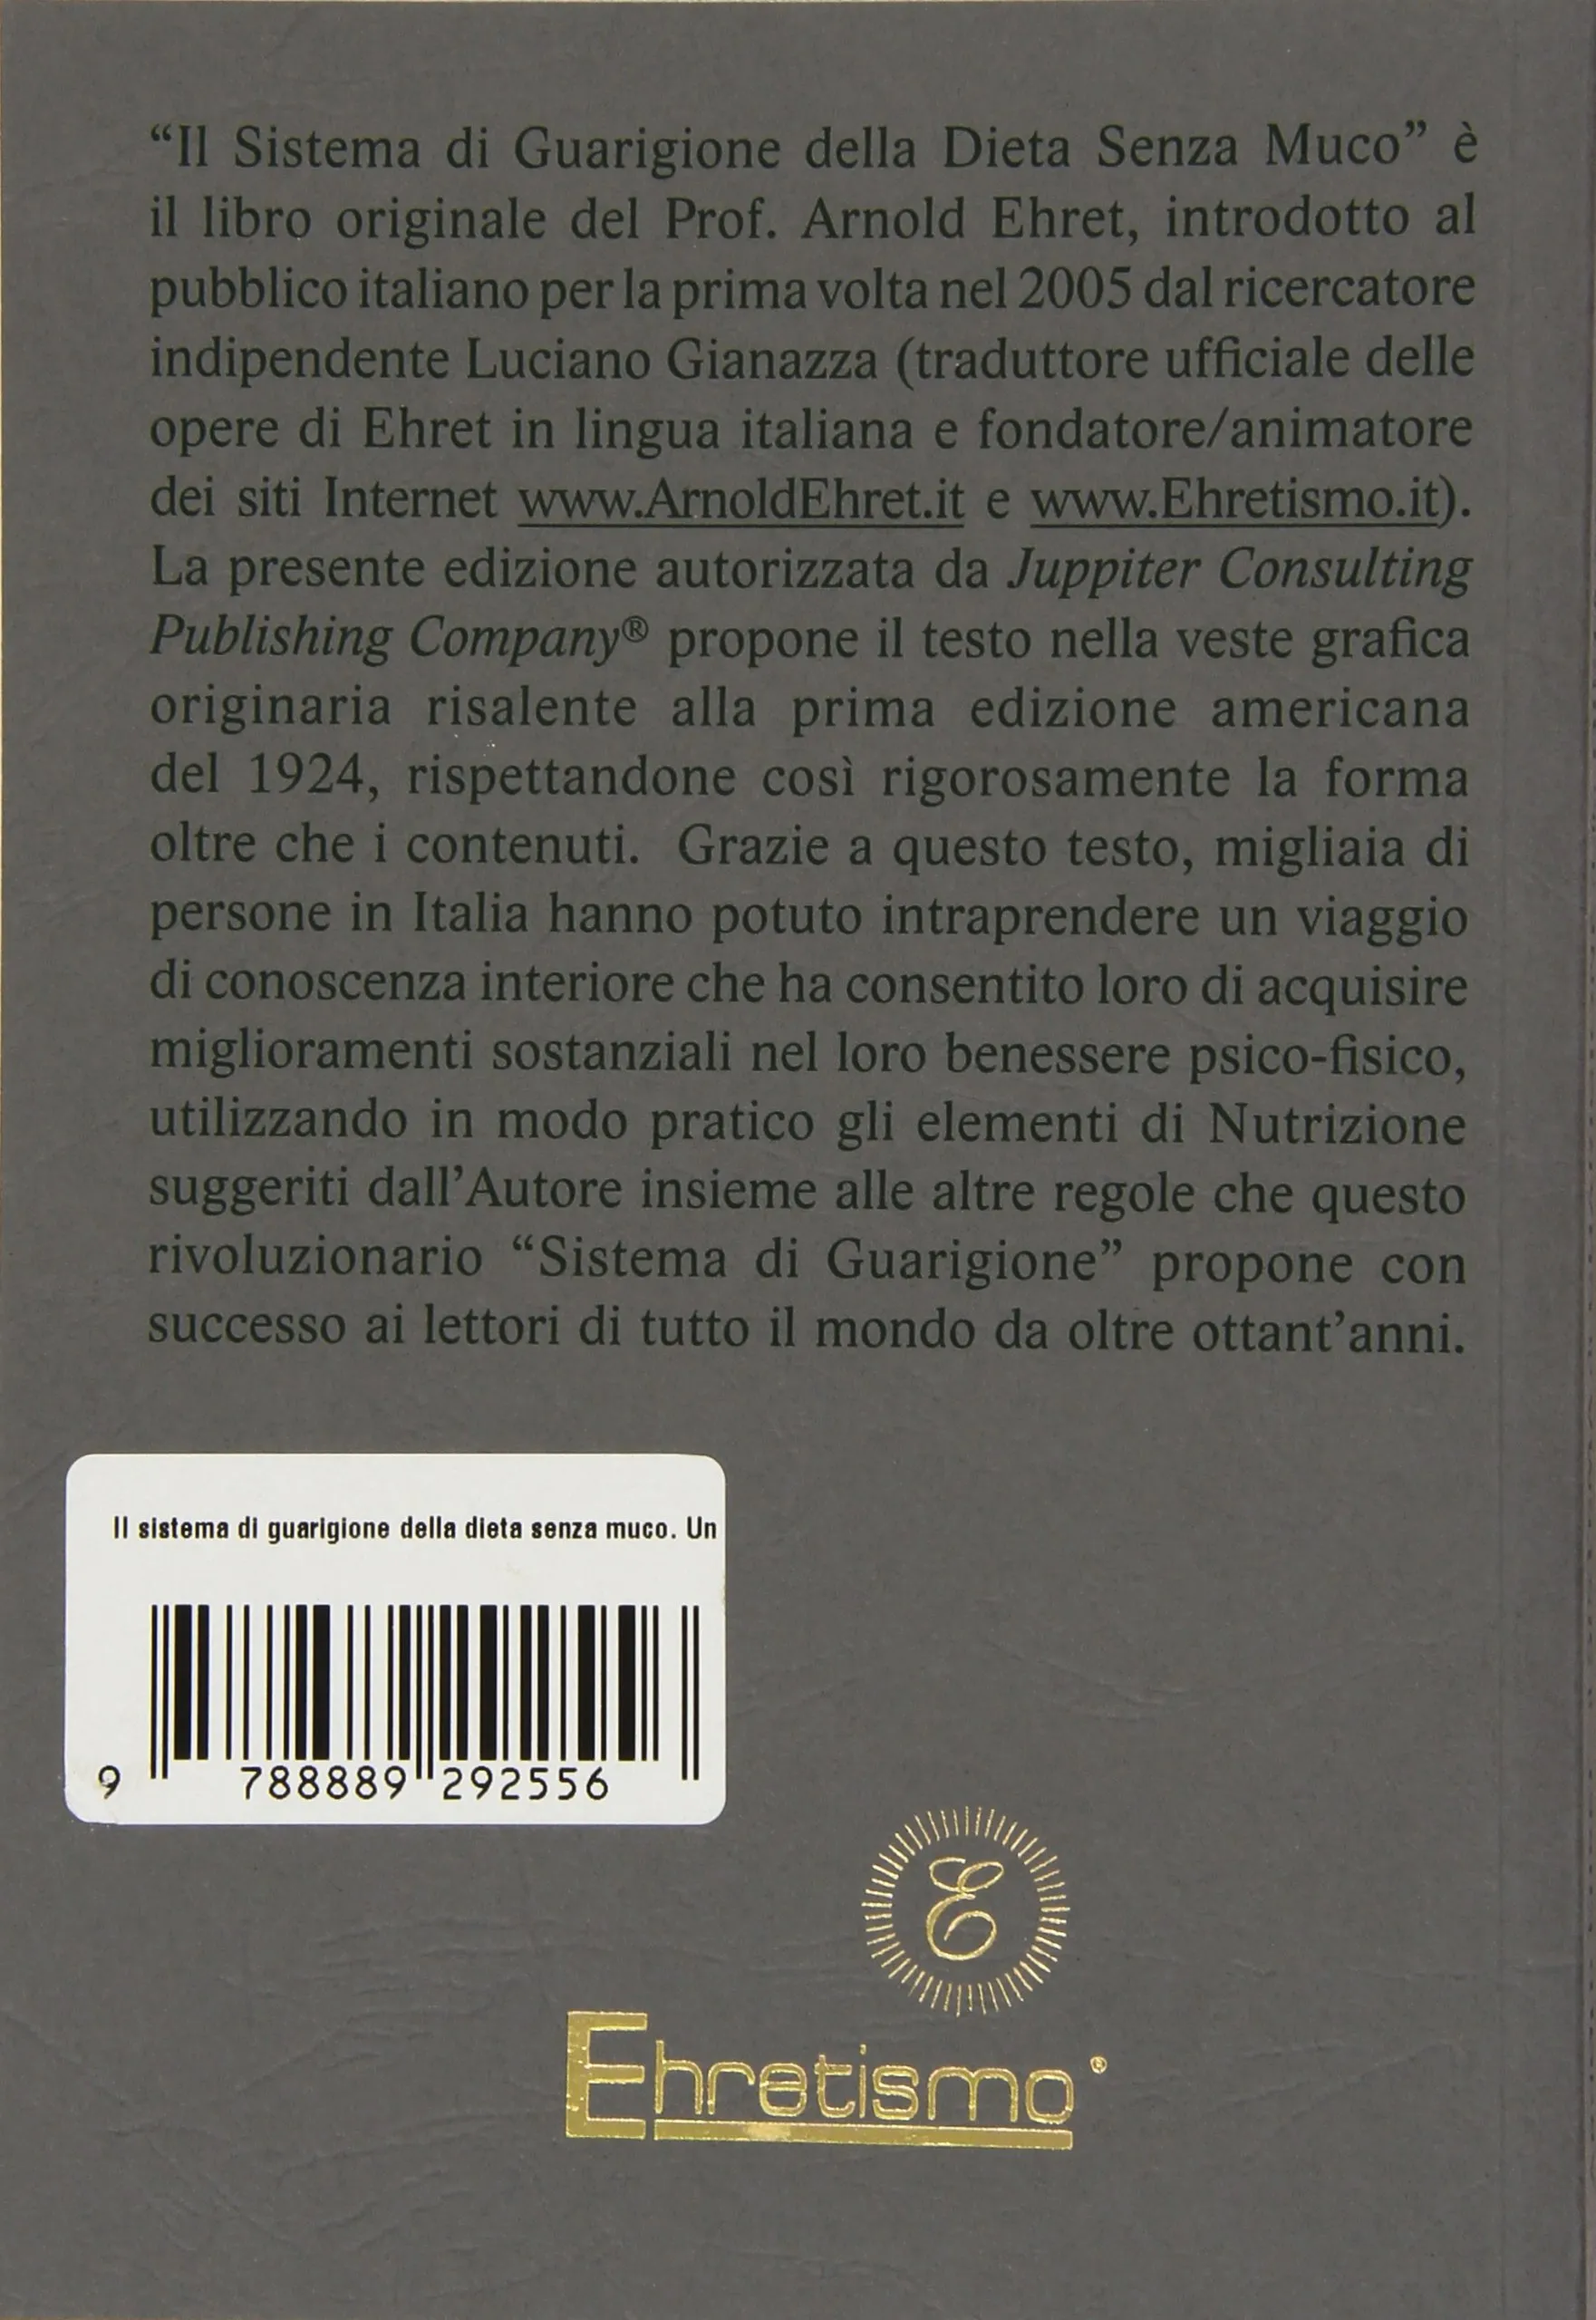 “Il Sistema di Guarigione della Dieta Senza Muco” è
il libro originale del Prof. Arnold Ehret, introdotto al
pubblico italiano per la prima volta nel 2005 dal ricercatore
indipendente Luciano Gianazza (traduttore ufficiale delle
opere di Ehret in lingua italiana e fondatore/animatore
dei siti Internet www.ArnoldEhret.it e www.Ehretismo.it).
La presente edizione autorizzata da Juppiter Consulting
Publishing Company® propone il testo nella veste grafica
originaria risalente alla prima edizione americana
del 1924, rispettandone così rigorosamente la forma
oltre che i contenuti. Grazie a questo testo, migliaia di
persone in Italia hanno potuto intraprendere un viaggio
di conoscenza interiore che ha consentito loro di acquisire
miglioramenti sostanziali nel loro benessere psico-fisico,
utilizzando in modo pratico gli elementi di Nutrizione
suggeriti dall’Autore insieme alle altre regole che questo
rivoluzionario “Sistema di Guarigione” propone con
successo ai lettori di tutto il mondo da oltre ottant’anni.
Il sistema di guarigione della dieta senza muco. Un
9 788889 292556
E
Ehretismo®